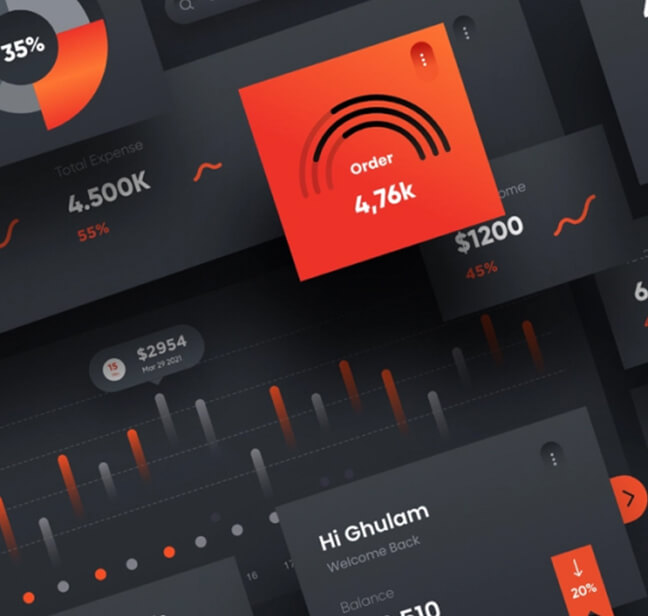 35%
Total Expense
4.500K
55%
Order
4,76k
$1200
45%
15
$2954
Mar 29 2021
16
Hi Ghulam
Welcome Back
Balance
20%